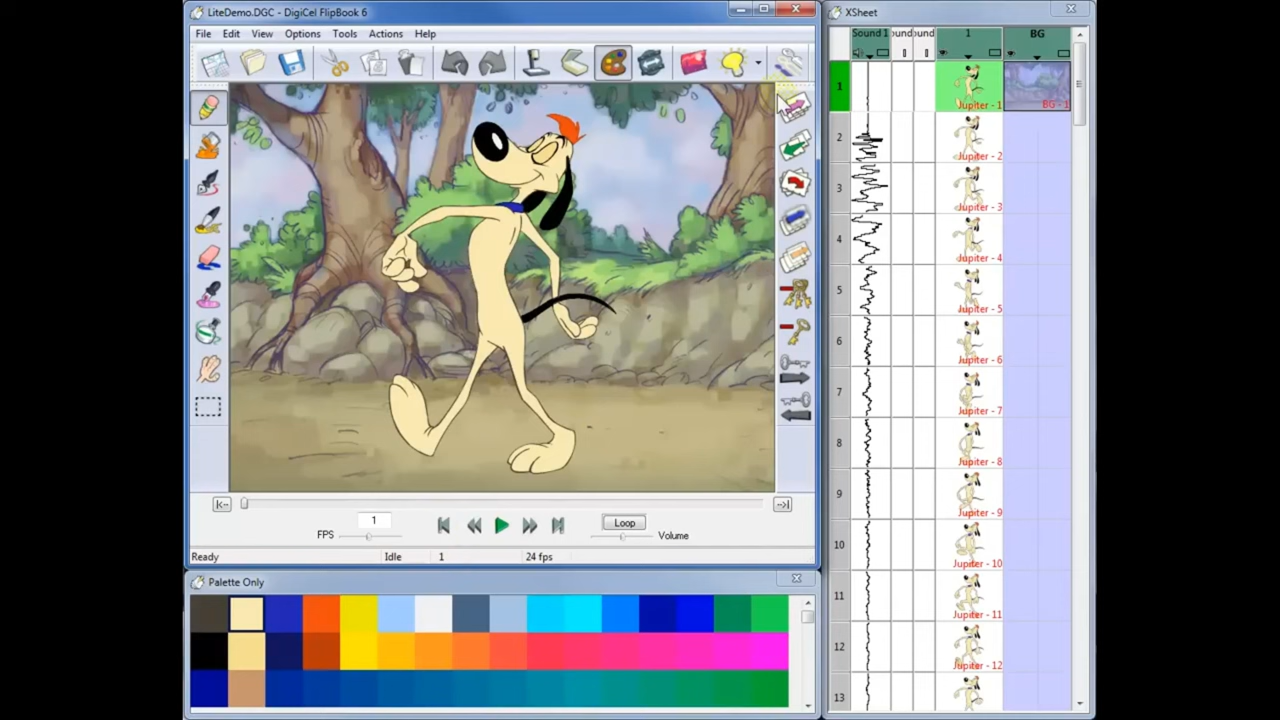 LiteDemo.DGC - DigiCel FlipBook 6
File Edit View Options Tools Actions Help
FPS 1 Loop Volume
Ready Idle 1 24 fps
Palette Only
XSheet
Sound 1 ound ound 1 BG
1 Jupiter - 1 BG - 1
2 Jupiter - 2
3 Jupiter - 3
4 Jupiter - 4
5 Jupiter - 5
6 Jupiter - 6
7 Jupiter - 7
8 Jupiter - 8
9 Jupiter - 9
10 Jupiter - 10
11 Jupiter - 11
12 Jupiter - 12
13